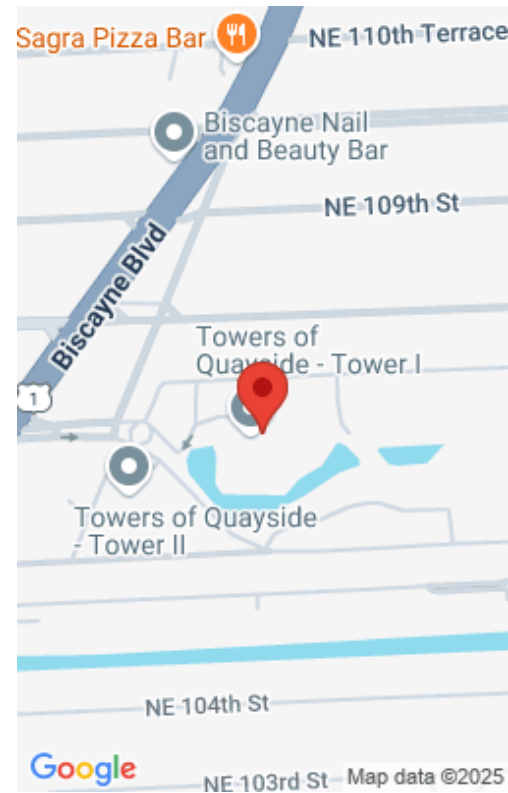 Sagra Pizza Bar
NE 110th Terrace
Biscayne Nail
and Beauty Bar
NE 109th St
Biscayne Blvd
Towers of
Quayside - Tower I
1
Towers of Quayside
- Tower II
NE 104th St
Google
NE 103rd St
Map data ©2025